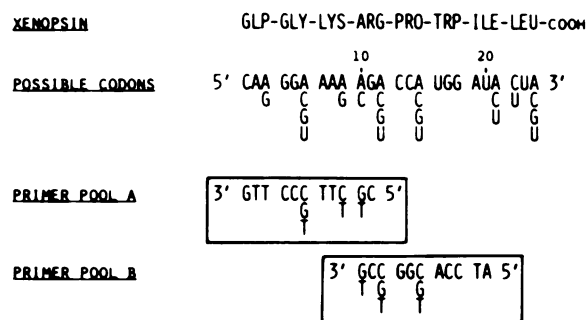 XENOPSIN GLP-GLY-LYS-ARG-PRO-TRP-ILE-LEU-COOH
10 20
POSSIBLE CODONS 5' CAA GGA AAA AGA CCA UGG AUA CUA 3'
G C G C C C C U C
G G G U G
U U U U
PRIMER POOL A 3' GTT CCC TTC GC 5'
G T T
T
PRIMER POOL B 3' GCC GGC ACC TA 5'
T G G
T T